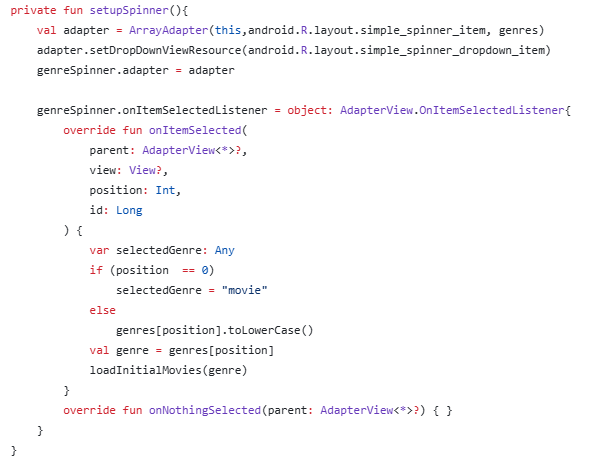 private fun setupSpinner(){
    val adapter = ArrayAdapter(this,android.R.layout.simple_spinner_item, genres)
    adapter.setDropDownViewResource(android.R.layout.simple_spinner_dropdown_item)
    genreSpinner.adapter = adapter

    genreSpinner.onItemSelectedListener = object: AdapterView.OnItemSelectedListener{
        override fun onItemSelected(
            parent: AdapterView<*>?,
            view: View?,
            position: Int,
            id: Long
        ) {
            var selectedGenre: Any
            if (position  == 0)
                selectedGenre = "movie"
            else
                genres[position].toLowerCase()
            val genre = genres[position]
            loadInitialMovies(genre)
        }
        override fun onNothingSelected(parent: AdapterView<*>?) { }
    }
}